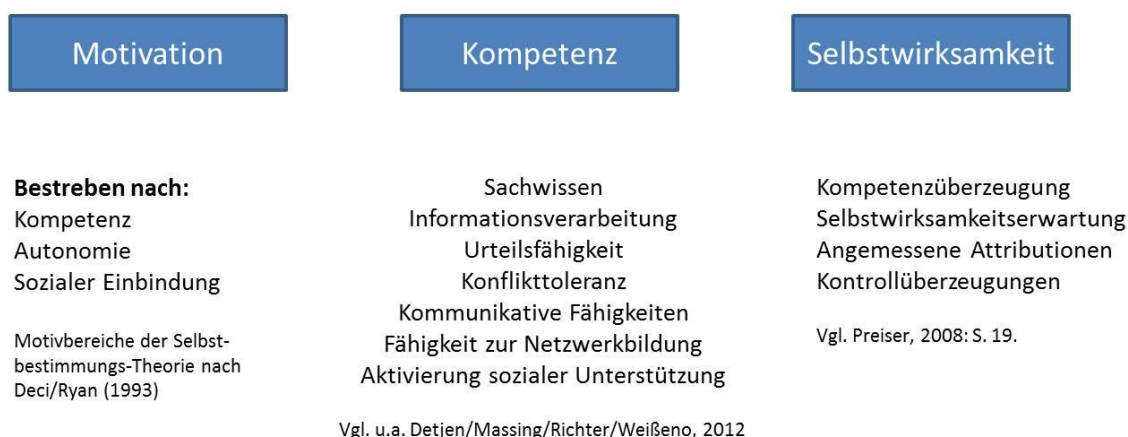 Motivation
Kompetenz
Selbstwirksamkeit
Bestreben nach:
Kompetenz
Autonomie
Sozialer Einbindung
Motivbereiche der Selbst-
bestimmungs-Theorie nach
Deci/Ryan (1993)
Sachwissen
Informationsverarbeitung
Urteilsfähigkeit
Konflikttoleranz
Kommunikative Fähigkeiten
Fähigkeit zur Netzwerkbildung
Aktivierung sozialer Unterstützung
Vgl. u.a. Detjen/Massing/Richter/Weißeno, 2012
Kompetenzüberzeugung
Selbstwirksamkeitserwartung
Angemessene Attributionen
Kontrollüberzeugungen
Vgl. Preiser, 2008: S. 19.